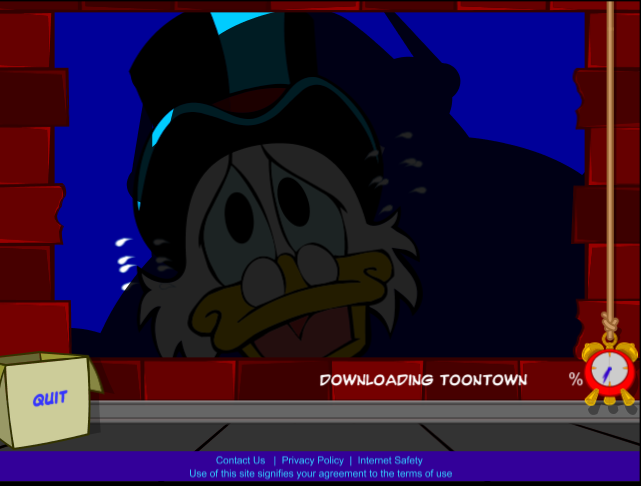 DOWNLOADING TOONTOWN %
QUIT
Contact Us | Privacy Policy | Internet Safety
Use of this site signifies your agreement to the terms of use